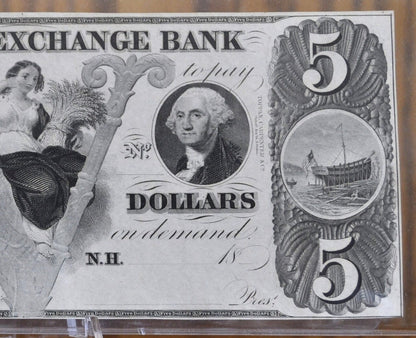 EXCHANGE BANK
5
to pay
No.
DOLLARS
on demand.
N.H. 18
5
Pres't